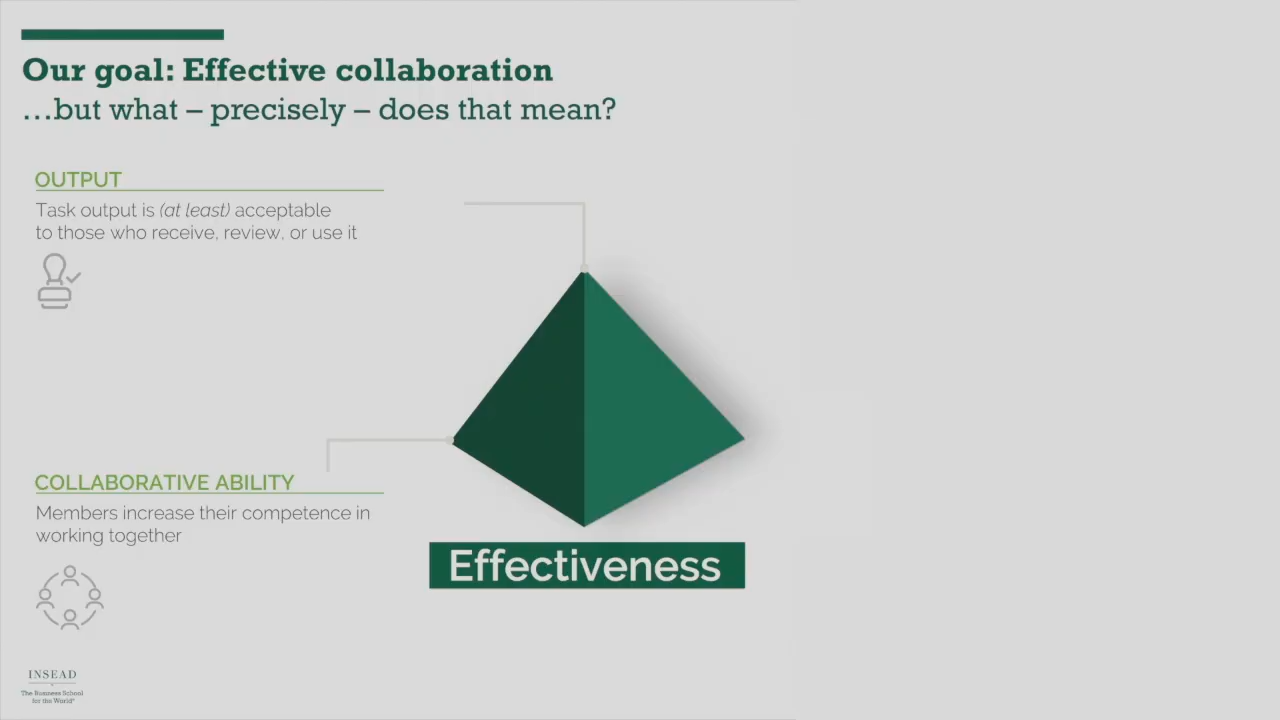 Our goal: Effective collaboration
…but what – precisely – does that mean?
OUTPUT
Task output is (at least) acceptable
to those who receive, review, or use it
COLLABORATIVE ABILITY
Members increase their competence in
working together
Effectiveness
INSEAD
The Business School
for the World®